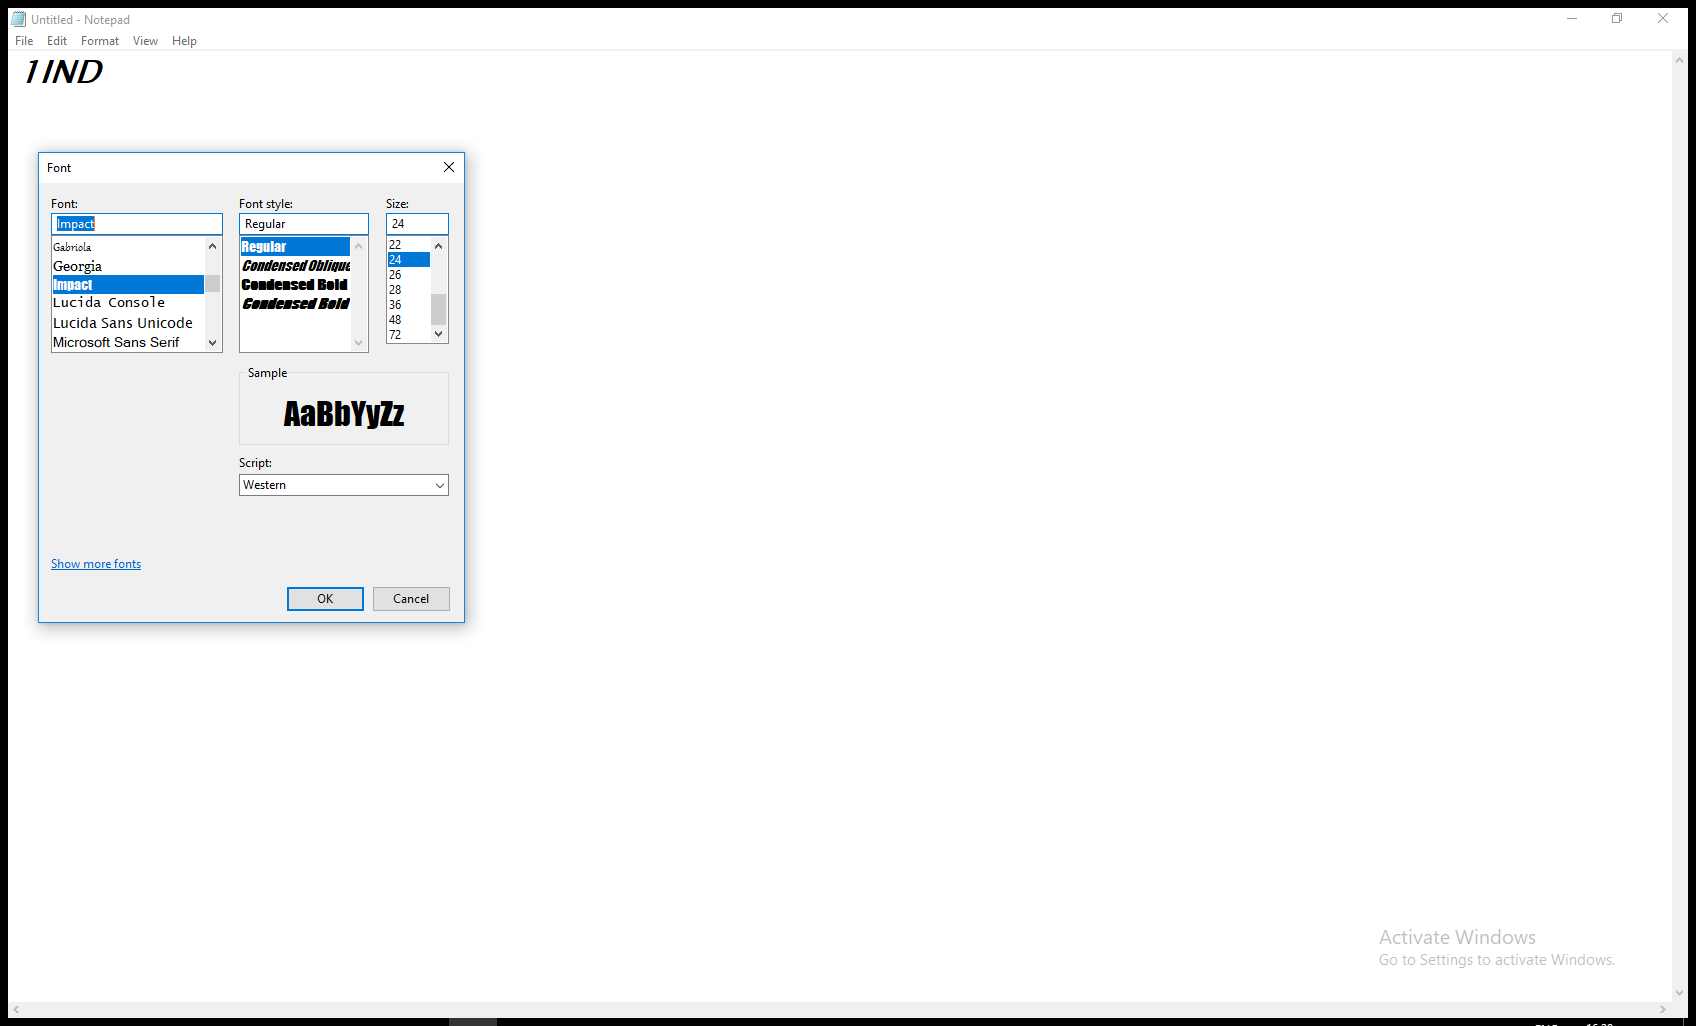 Untitled - Notepad
File Edit Format View Help
1 IND
Font
Font: Font style: Size:
Impact Regular 24
Gabriola
Georgia
Impact
Lucida Console
Lucida Sans Unicode
Microsoft Sans Serif
Regular
Condensed Oblique
Condensed Bold
Condensed Bold
22
24
26
28
36
48
72
Sample
AaBbYyZz
Script:
Western
Show more fonts
OK Cancel
Activate Windows
Go to Settings to activate Windows.